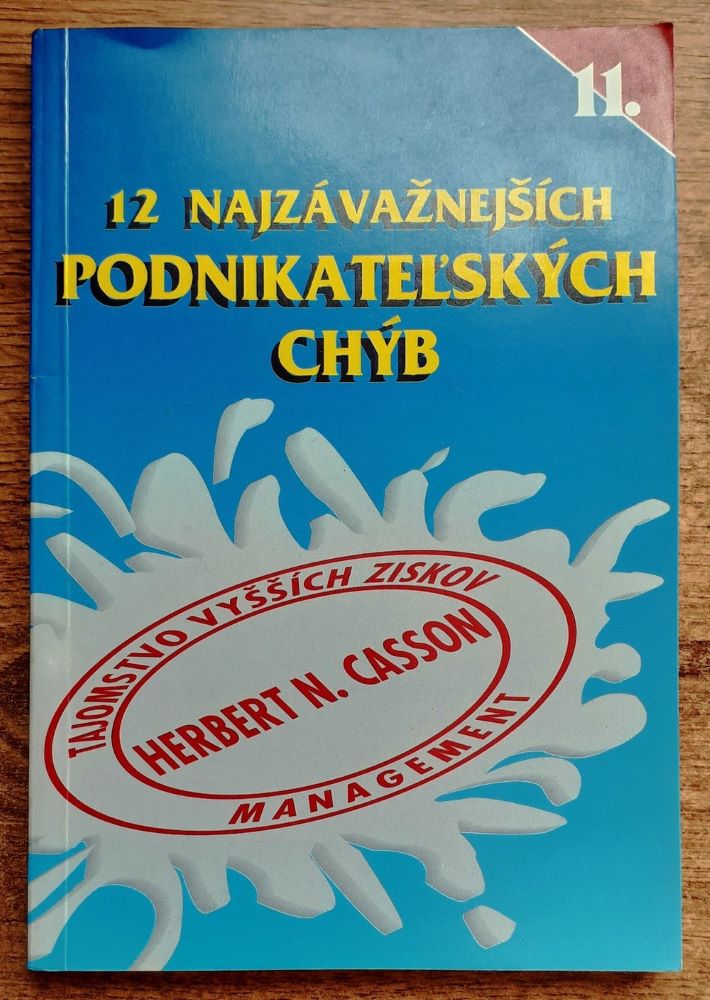 11.
12 NAJZÁVAŽNEJŠÍCH
PODNIKATEĽSKÝCH
CHÝB
TAJOMSTVO VYŠŠÍCH ZISKOV
HERBERT N. CASSON
MANAGEMENT